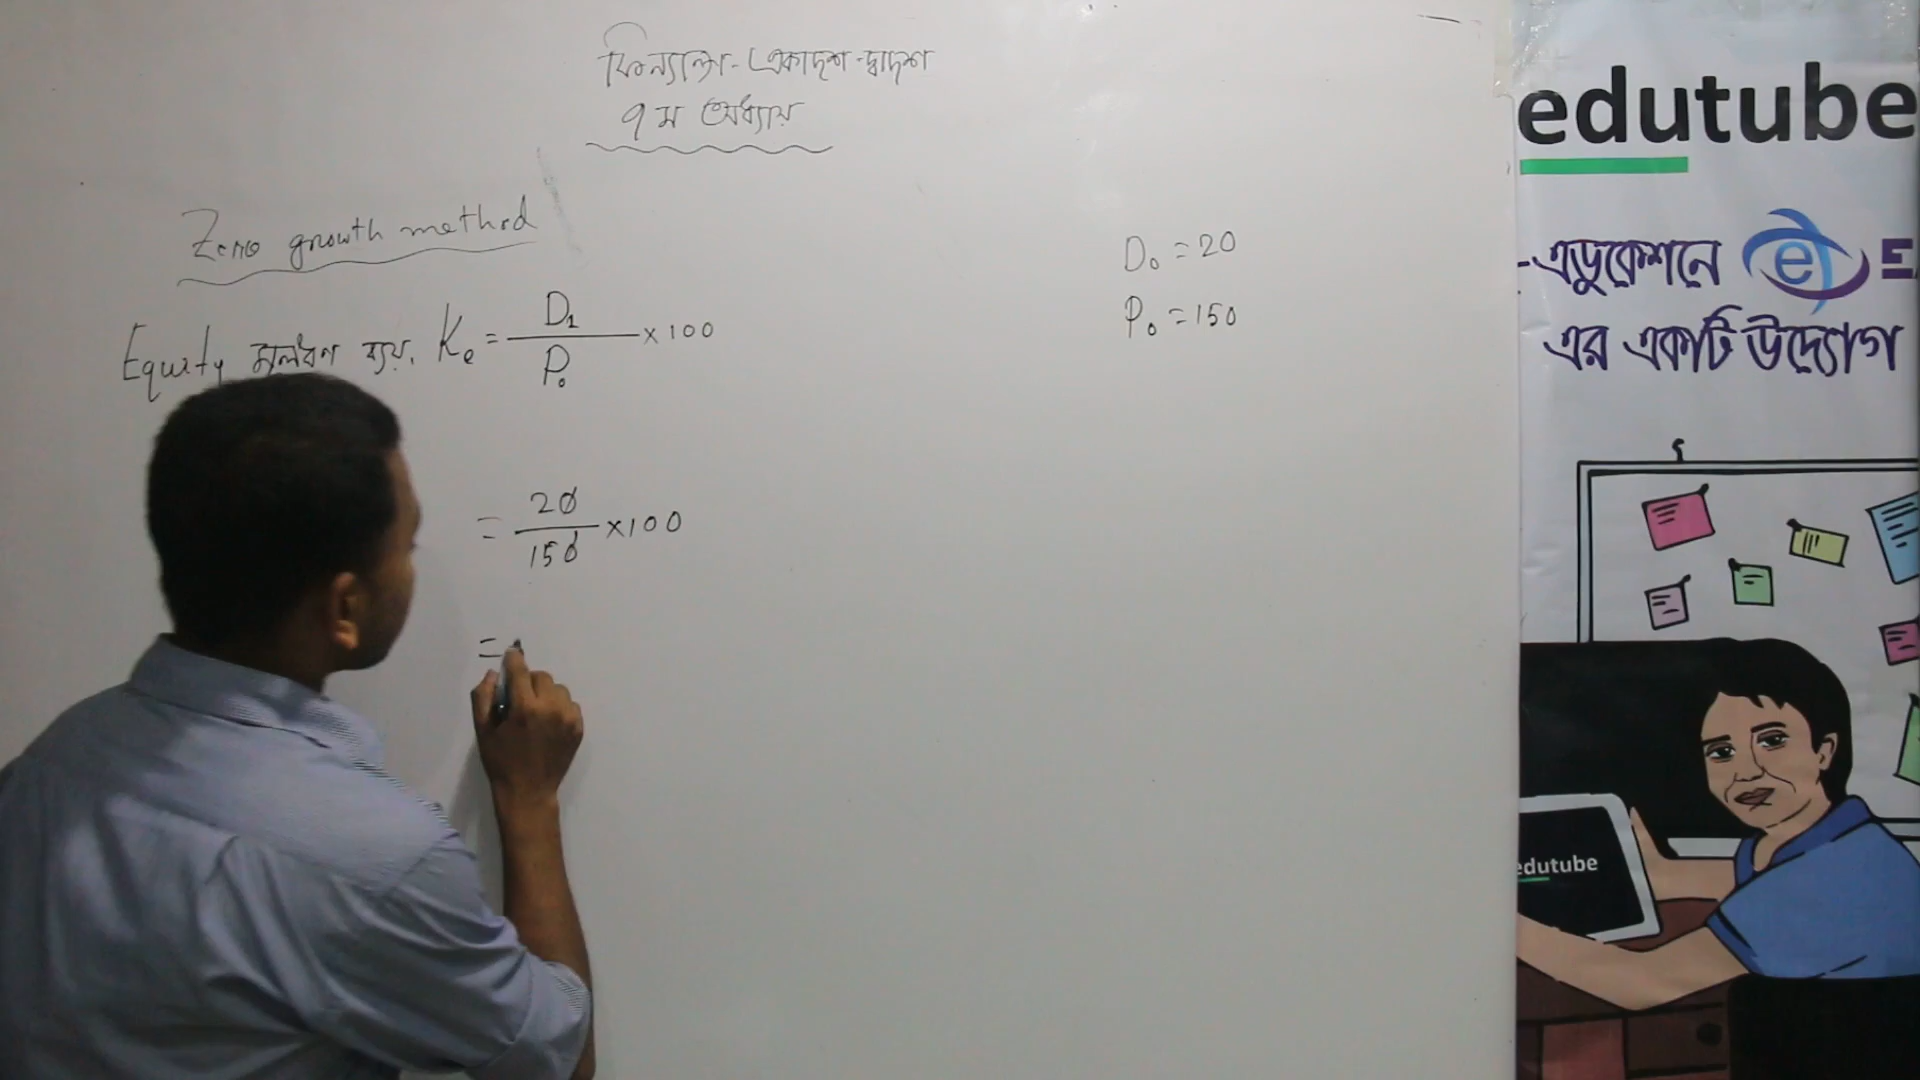 ফিন্যান্স - একাদশ - দ্বাদশ
৭ম অধ্যায়
Zero growth method
Equity মূলধন ব্যয়, Ke = D1 / P0 × 100
= 20 / 150 × 100
=
D0 = 20
P0 = 150
edutube
-এডুকেশনে e E
এর একটি উদ্যোগ
edutube